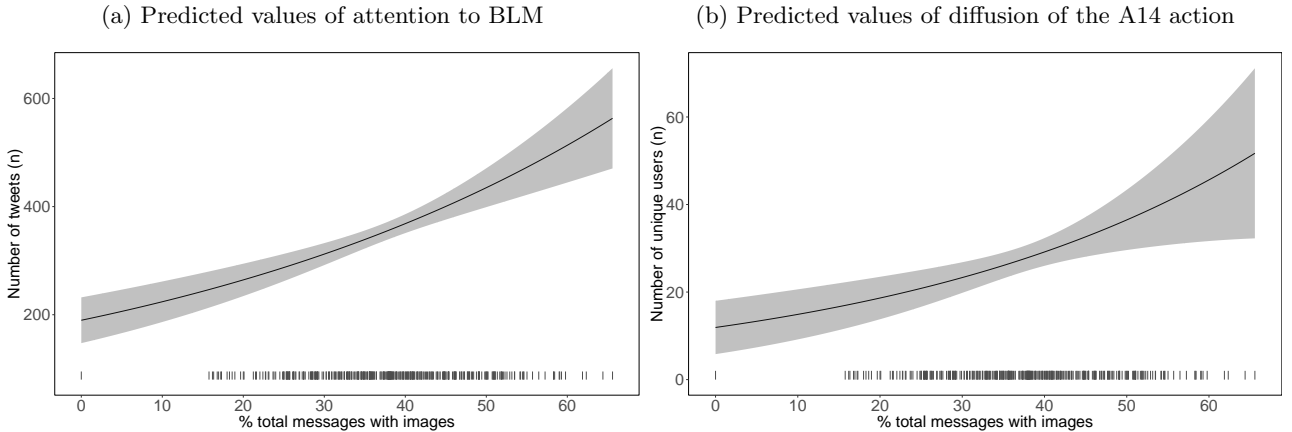 (a) Predicted values of attention to BLM
Number of tweets (n)
600
400
200
0 10 20 30 40 50 60
% total messages with images
(b) Predicted values of diffusion of the A14 action
Number of unique users (n)
60
40
20
0
0 10 20 30 40 50 60
% total messages with images